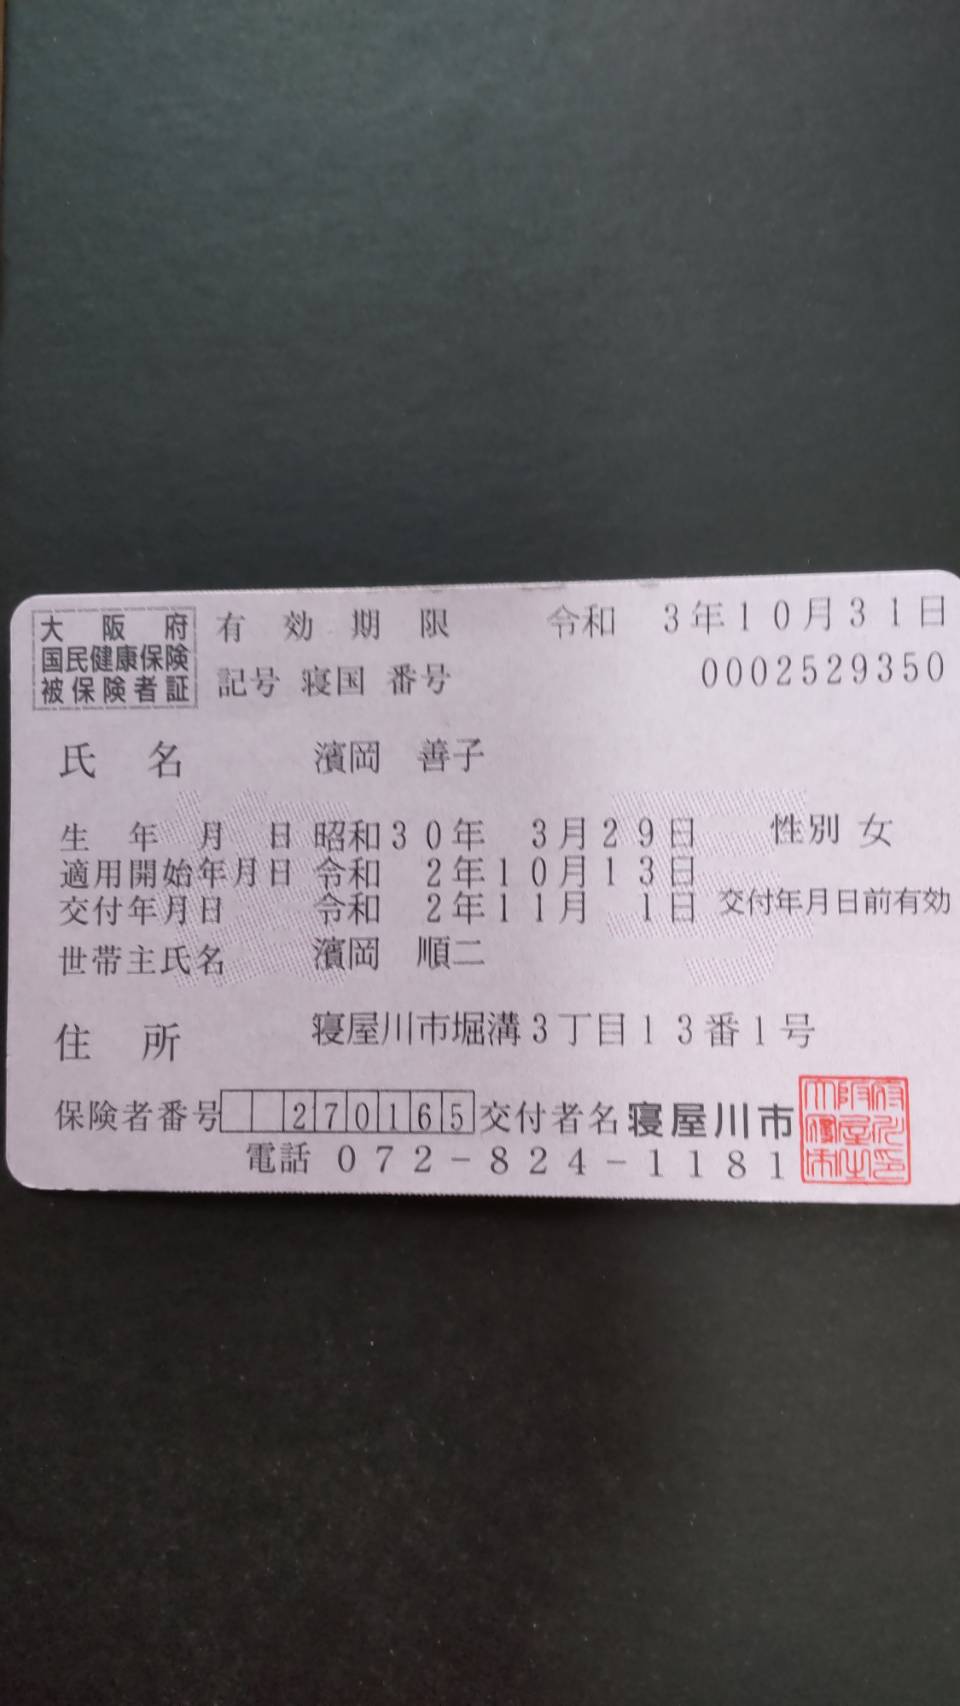 大阪府
国民健康保険
被保険者証
有効期限 令和 3年10月31日
記号 寝国 番号 0002529350
氏名 濱岡 善子
生年月日 昭和30年 3月29日 性別 女
適用開始年月日 令和 2年10月13日
交付年月日 令和 2年11月 1日 交付年月日前有効
世帯主氏名 濱岡 順二
住所 寝屋川市堀溝3丁目13番1号
保険者番号 270165 交付者名 寝屋川市
電話 072-824-1181